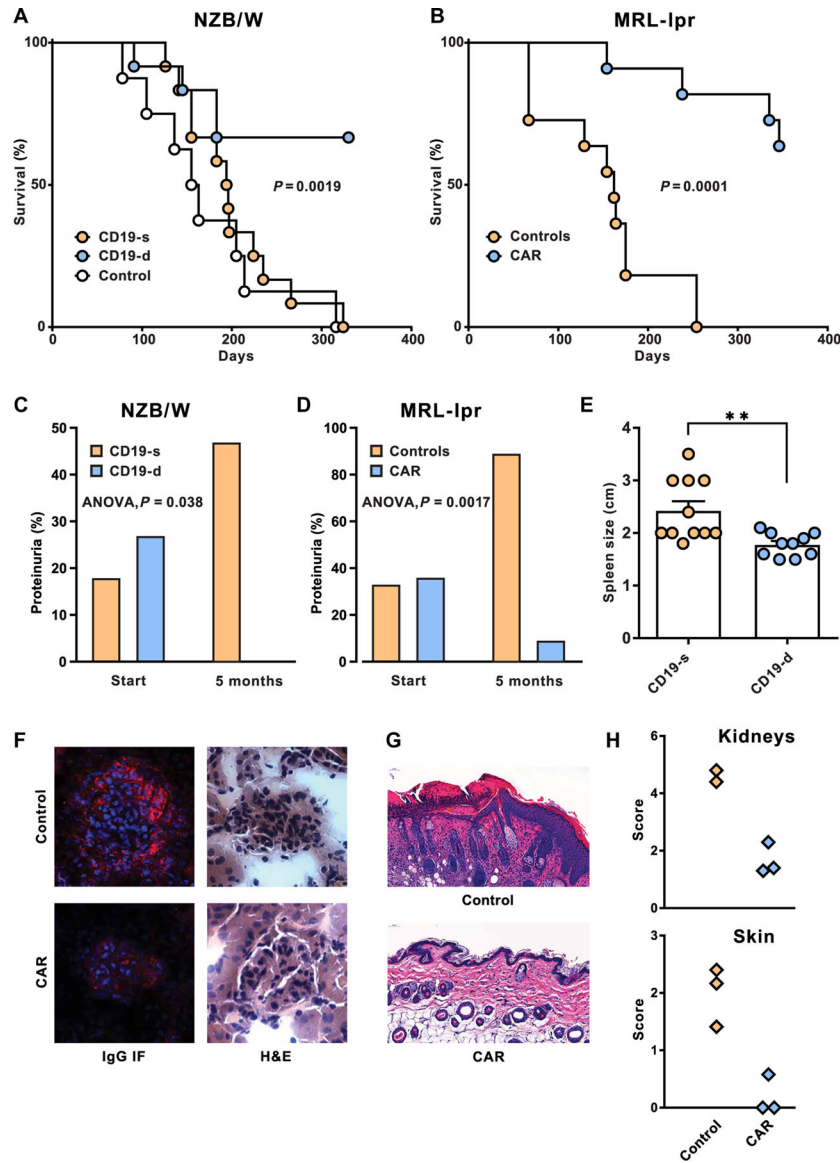 A
NZB/W
Survival (%)
100
50
0
0
100
200
300
400
Days
P = 0.0019
CD19-s
CD19-d
Control
B
MRL-lpr
Survival (%)
100
50
0
0
100
200
300
400
Days
P = 0.0001
Controls
CAR
C
NZB/W
Proteinuria (%)
50
40
30
20
10
0
CD19-s
CD19-d
ANOVA, P = 0.038
Start
5 months
D
MRL-lpr
Proteinuria (%)
100
80
60
40
20
0
Controls
CAR
ANOVA, P = 0.0017
Start
5 months
E
Spleen size (cm)
4
3
2
1
0
**
CD19-s
CD19-d
F
Control
CAR
IgG IF
H&E
G
Control
CAR
H
Kidneys
Score
6
4
2
0
Skin
Score
3
2
1
0
Control
CAR